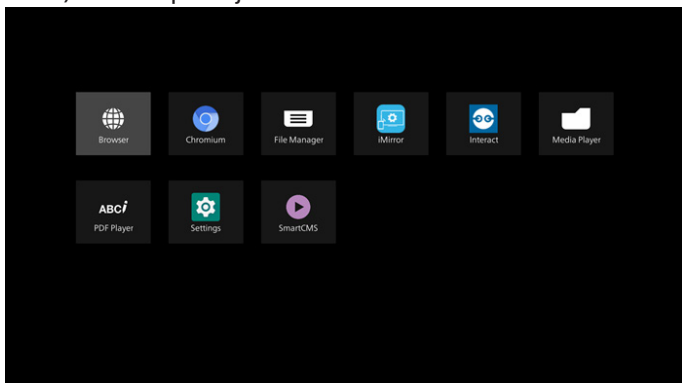 Browser
Chromium
File Manager
iMirror
Interact
Media Player
ABCi
PDF Player
Settings
SmartCMS